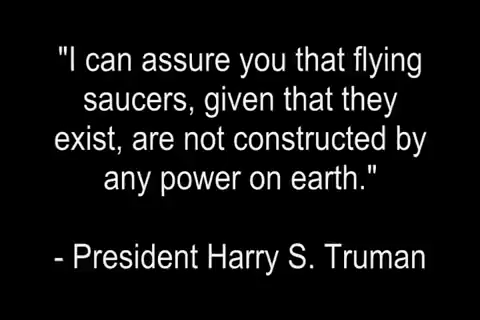 "I can assure you that flying
saucers, given that they
exist, are not constructed by
any power on earth."
- President Harry S. Truman